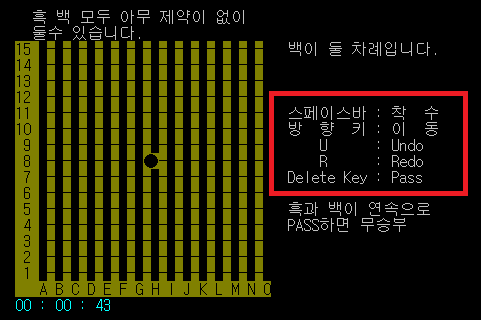 흑 백 모두 아무 제약이 없이
둘수 있습니다.
백이 둘 차례입니다.
15
14
13
12
11
10
9
8
7
6
5
4
3
2
1
A B C D E F G H I J K L M N O
스페이스바 : 착 수
방 향 키 : 이 동
U : Undo
R : Redo
Delete Key : Pass
흑과 백이 연속으로
PASS하면 무승부
00 : 00 : 43